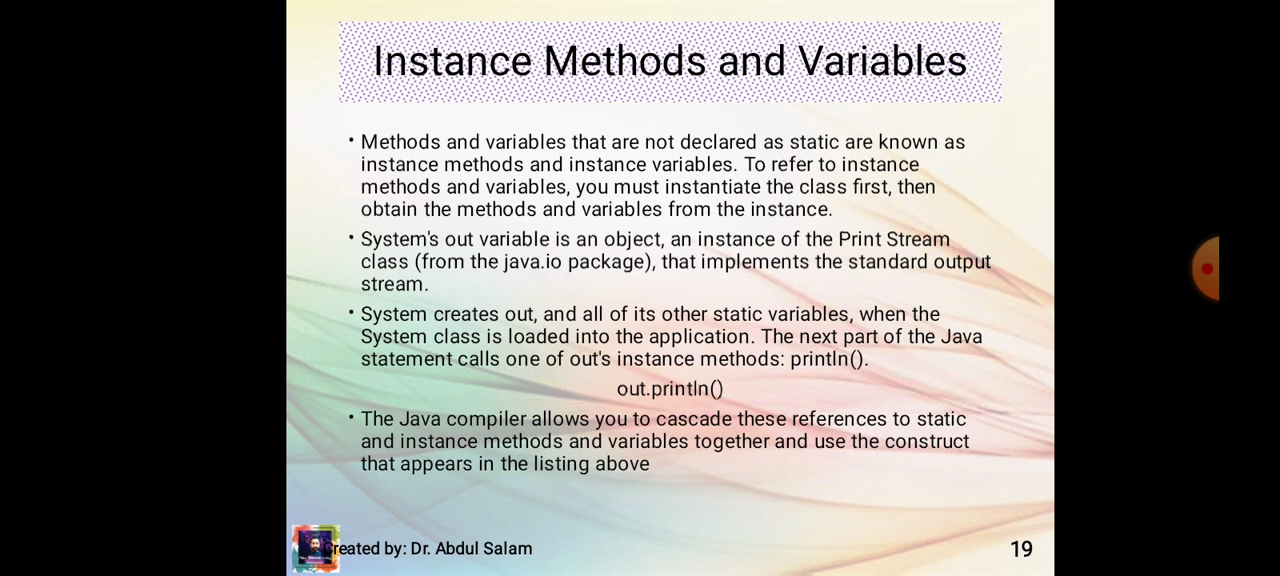 Instance Methods and Variables
• Methods and variables that are not declared as static are known as
instance methods and instance variables. To refer to instance
methods and variables, you must instantiate the class first, then
obtain the methods and variables from the instance.
• System's out variable is an object, an instance of the Print Stream
class (from the java.io package), that implements the standard output
stream.
• System creates out, and all of its other static variables, when the
System class is loaded into the application. The next part of the Java
statement calls one of out's instance methods: println().
out.println()
• The Java compiler allows you to cascade these references to static
and instance methods and variables together and use the construct
that appears in the listing above
Created by: Dr. Abdul Salam
19